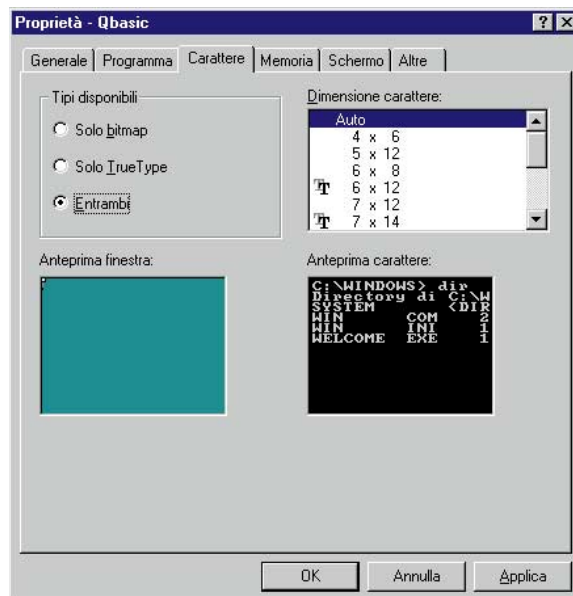 Proprietà - Qbasic
Generale Programma Carattere Memoria Schermo Altre
Tipi disponibili
Solo bitmap
Solo TrueType
Entrambi
Dimensione carattere:
Auto
4 x 6
5 x 12
6 x 8
6 x 12
7 x 12
7 x 14
Anteprima finestra:
Anteprima carattere:
C:\WINDOWS> dir
Directory di C:\W
SYSTEM <DIR
WIN COM 2
WIN INI 1
WELCOME EXE 1
OK Annulla Applica